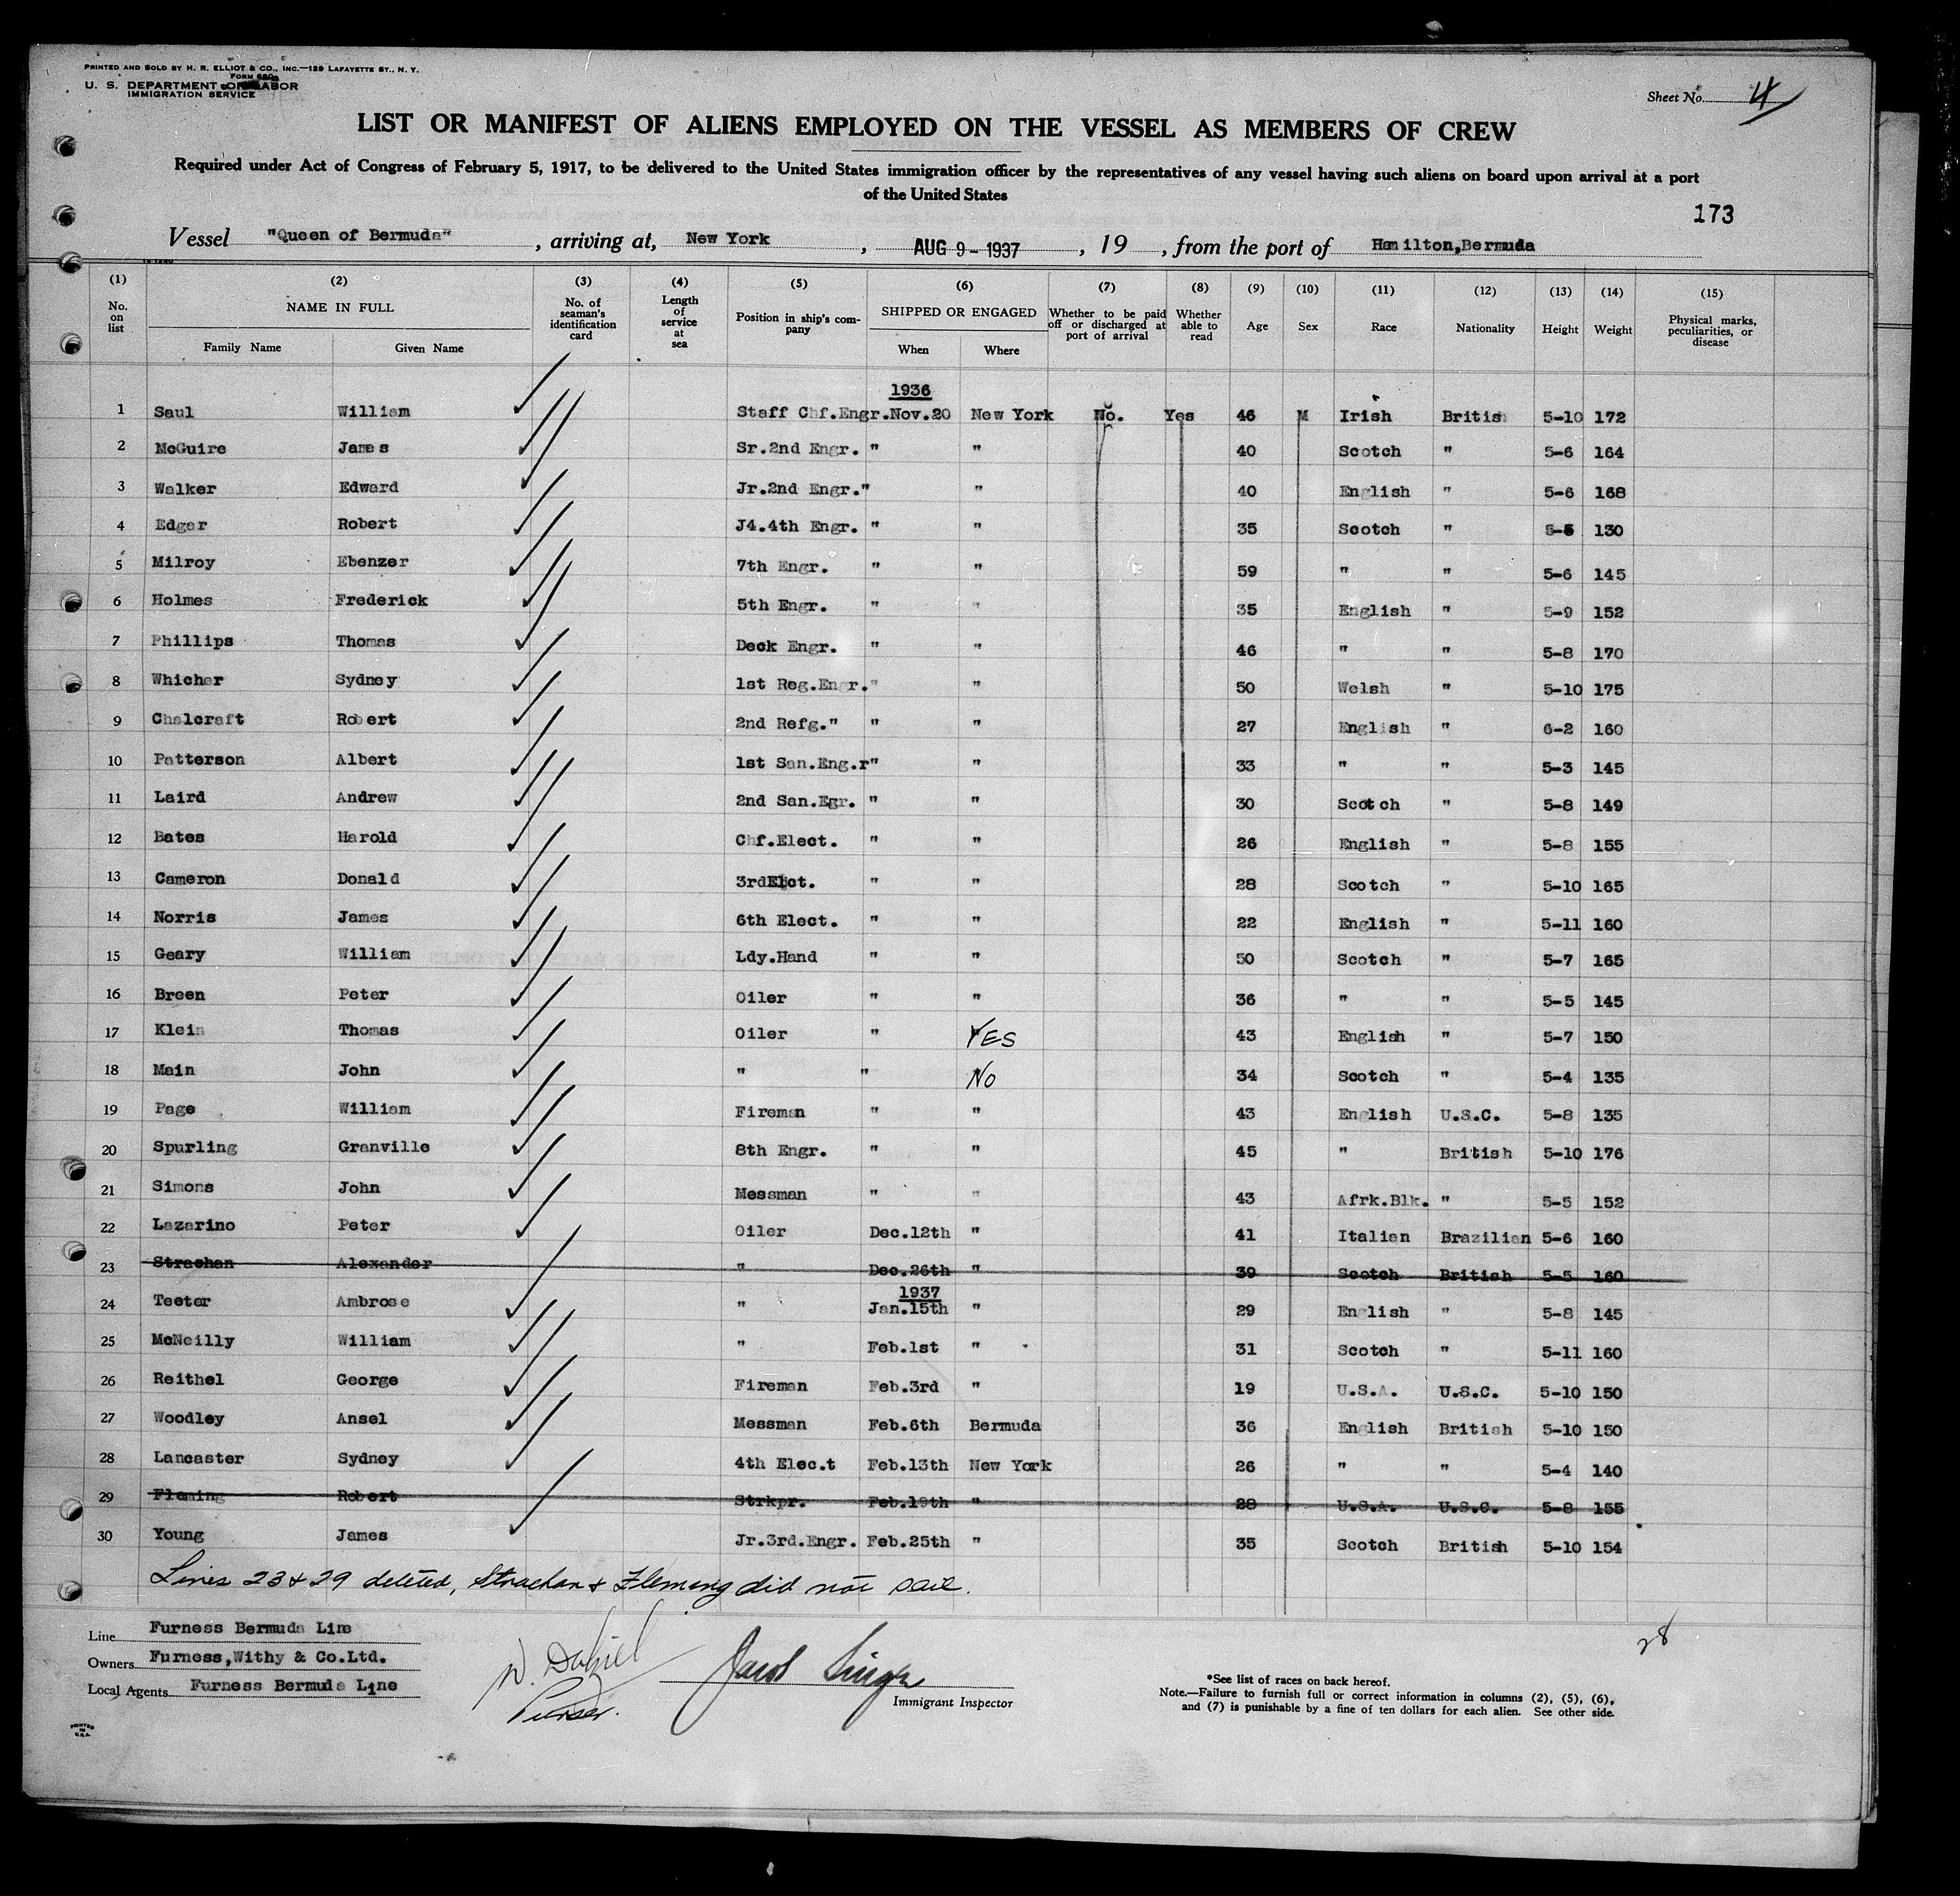 PRINTED AND SOLD BY H. R. ELLIOT & CO., INC.—129 LAFAYETTE ST., N. Y.
FORM 680
U. S. DEPARTMENT OF LABOR
IMMIGRATION SERVICE
Sheet No. 4
LIST OR MANIFEST OF ALIENS EMPLOYED ON THE VESSEL AS MEMBERS OF CREW
Required under Act of Congress of February 5, 1917, to be delivered to the United States immigration officer by the representatives of any vessel having such aliens on board upon arrival at a port
of the United States
173
Vessel "Queen of Bermuda" , arriving at, New York , AUG 9-1937 , 19 , from the port of Hamilton,Bermuda
(1) (2) (3) (4) (5) (6) (7) (8) (9) (10) (11) (12) (13) (14) (15)
No. on list NAME IN FULL Family Name Given Name No. of seaman's identification card Length of service at sea Position in ship's company SHIPPED OR ENGAGED When Where Whether to be paid off or discharged at port of arrival Whether able to read Age Sex Race Nationality Height Weight Physical marks, peculiarities, or disease
1936
1 Saul William Staff Chf.Engr. Nov.20 New York No. Yes 46 M Irish British 5-10 172
2 McGuire James Sr.2nd Engr. " " 40 Scotch " 5-6 164
3 Walker Edward Jr.2nd Engr. " " 40 English " 5-6 168
4 Edgar Robert J4.4th Engr. " " 35 Scotch " 5-5 130
5 Milroy Ebenzer 7th Engr. " " 59 " " 5-6 145
6 Holmes Frederick 5th Engr. " " 35 English " 5-9 152
7 Phillips Thomas Deck Engr. " " 46 " " 5-8 170
8 Whicher Sydney 1st Reg.Engr. " " 50 Welsh " 5-10 175
9 Chalcraft Robert 2nd Refg." " " 27 English " 6-2 160
10 Patterson Albert 1st San.Eng.r " " 33 " " 5-3 145
11 Laird Andrew 2nd San.Egr. " " 30 Scotch " 5-8 149
12 Bates Harold Chf.Elect. " " 26 English " 5-8 155
13 Cameron Donald 3rdElct. " " 28 Scotch " 5-10 165
14 Norris James 6th Elect. " " 22 English " 5-11 160
15 Geary William Ldy.Hand " " 50 Scotch " 5-7 165
16 Breen Peter Oiler " " 36 " " 5-5 145
17 Klein Thomas Oiler " YES 43 English " 5-7 150
18 Main John " " No 34 Scotch " 5-4 135
19 Page William Fireman " " 43 English U.S.C. 5-8 135
20 Spurling Granville 8th Engr. " " 45 " British 5-10 176
21 Simons John Messman " " 43 Afrk.Blk. " 5-5 152
22 Lazarino Peter Oiler Dec.12th " 41 Italian Brazilian 5-6 160
23 Strachan Alexander " Dec.26th " 39 Scotch British 5-5 160
1937
24 Teeter Ambrose " Jan.15th " 29 English " 5-8 145
25 McNeilly William " Feb.1st " 31 Scotch " 5-11 160
26 Reithel George Fireman Feb.3rd " 19 U.S.A. U.S.C. 5-10 150
27 Woodley Ansel Messman Feb.6th Bermuda 36 English British 5-10 150
28 Lancaster Sydney 4th Elec.t Feb.13th New York 26 " " 5-4 140
29 Fleming Robert Strkpr. Feb.19th " 28 U.S.A. U.S.C. 5-8 155
30 Young James Jr.3rd.Engr. Feb.25th " 35 Scotch British 5-10 154
Lines 23 & 29 deleted, Strachan & Fleming did not sail.
Line Furness Bermuda Line
Owners Furness,Withy & Co.Ltd.
Local Agents Furness Bermuda Line
Purser.
Jacob
Immigrant Inspector
28
*See list of races on back hereof.
Note.—Failure to furnish full or correct information in columns (2), (5), (6),
and (7) is punishable by a fine of ten dollars for each alien. See other side.
PRINTED
IN
U.S.A.